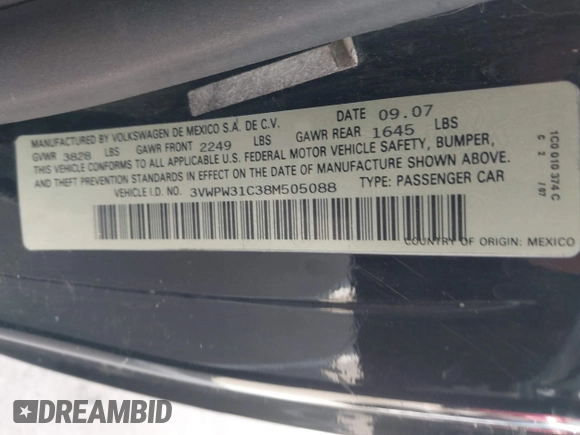 MANUFACTURED BY VOLKSWAGEN DE MEXICO S.A. DE C.V. DATE 09.07
GVWR 3828 LBS GAWR FRONT 2249 LBS GAWR REAR 1645 LBS
THIS VEHICLE CONFORMS TO ALL APPLICABLE U.S. FEDERAL MOTOR VEHICLE SAFETY, BUMPER,
AND THEFT PREVENTION STANDARDS IN EFFECT ON THE DATE OF MANUFACTURE SHOWN ABOVE.
VEHICLE I.D. NO. 3VWPW31C38M505088 TYPE: PASSENGER CAR
COUNTRY OF ORIGIN: MEXICO
1C0 010 374 C
C 2 /07
DREAMBID